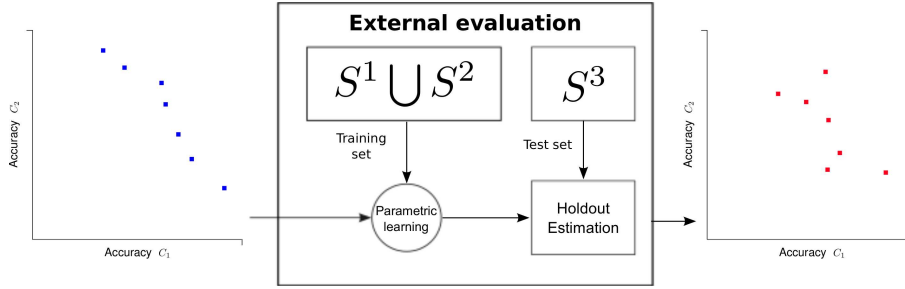 External evaluation
S¹ ⋃ S²
S³
Training
set
Test set
Parametric
learning
Holdout
Estimation
Accuracy C₂
Accuracy C₁
Accuracy C₂
Accuracy C₁